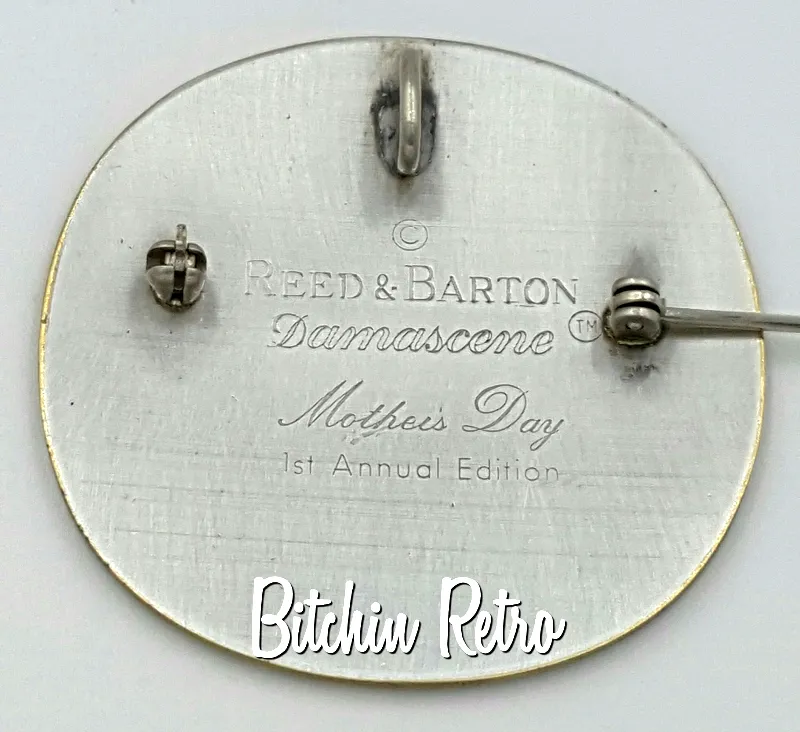 ©
REED & BARTON
Damascene ™
Mother's Day
1st Annual Edition
Bitchin Retro